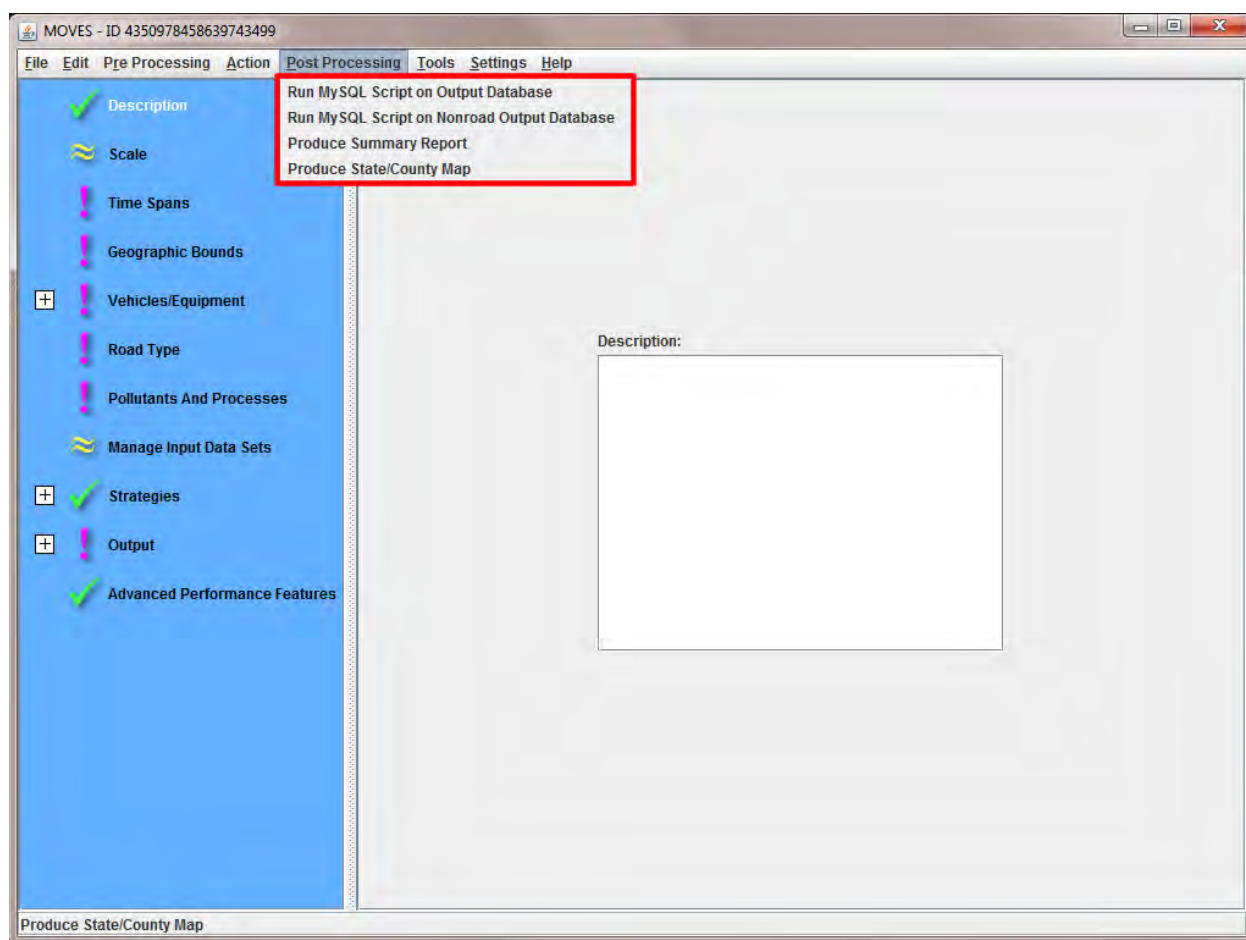 MOVES - ID 4350978458639743499
File Edit Pre Processing Action Post Processing Tools Settings Help
Run MySQL Script on Output Database
Run MySQL Script on Nonroad Output Database
Produce Summary Report
Produce State/County Map
Description
Scale
Time Spans
Geographic Bounds
Vehicles/Equipment
Road Type
Pollutants And Processes
Manage Input Data Sets
Strategies
Output
Advanced Performance Features
Description:
Produce State/County Map